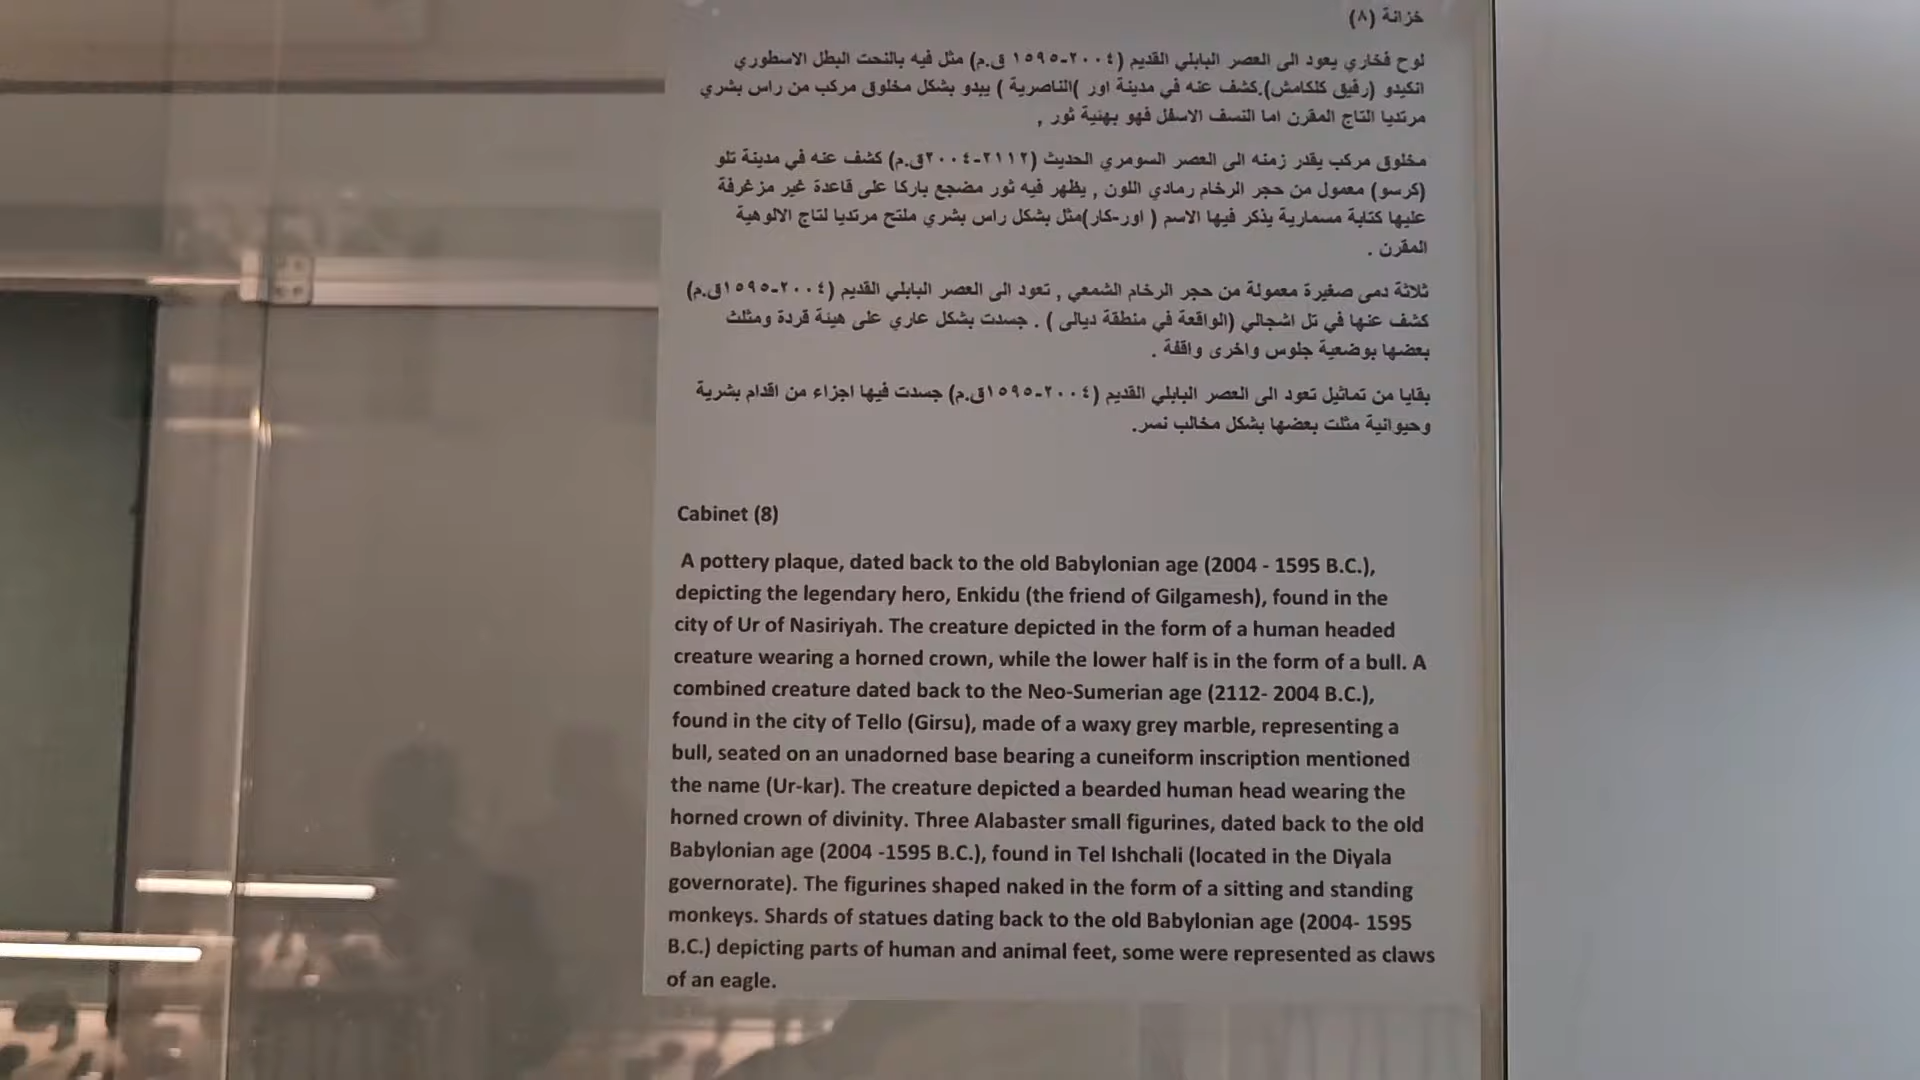 خزانة (٨)
لوح فخاري يعود الى العصر البابلي القديم (٢٠٠٤-١٥٩٥ ق.م) مثل فيه بالنحت البطل الاسطوري
انكيدو (رفيق كلكامش).كشف عنه في مدينة اور (الناصرية ) يبدو بشكل مخلوق مركب من راس بشري
مرتديا التاج المقرن اما النسف الاسفل فهو بهئية ثور ,
مخلوق مركب يقدر زمنه الى العصر السومري الحديث (٢١١٢-٢٠٠٤ق.م) كشف عنه في مدينة تلو
(كرسو) معمول من حجر الرخام رمادي اللون , يظهر فيه ثور مضجع باركا على قاعدة غير مزغرفة
عليها كتابة مسمارية يذكر فيها الاسم ( اور-كار)مثل بشكل راس بشري ملتح مرتديا لتاج الالوهية
المقرن .
ثلاثة دمى صغيرة معمولة من حجر الرخام الشمعي , تعود الى العصر البابلي القديم (٢٠٠٤-١٥٩٥ق.م)
كشف عنها في تل اشجالي (الواقعة في منطقة ديالى ) . جسدت بشكل عاري على هيئة قردة ومثلث
بعضها بوضعية جلوس واخرى واقفة .
بقايا من تماثيل تعود الى العصر البابلي القديم (٢٠٠٤-١٥٩٥ق.م) جسدت فيها اجزاء من اقدام بشرية
وحيوانية مثلت بعضها بشكل مخالب نسر.
Cabinet (8)
A pottery plaque, dated back to the old Babylonian age (2004 - 1595 B.C.),
depicting the legendary hero, Enkidu (the friend of Gilgamesh), found in the
city of Ur of Nasiriyah. The creature depicted in the form of a human headed
creature wearing a horned crown, while the lower half is in the form of a bull. A
combined creature dated back to the Neo-Sumerian age (2112- 2004 B.C.),
found in the city of Tello (Girsu), made of a waxy grey marble, representing a
bull, seated on an unadorned base bearing a cuneiform inscription mentioned
the name (Ur-kar). The creature depicted a bearded human head wearing the
horned crown of divinity. Three Alabaster small figurines, dated back to the old
Babylonian age (2004 -1595 B.C.), found in Tel Ishchali (located in the Diyala
governorate). The figurines shaped naked in the form of a sitting and standing
monkeys. Shards of statues dating back to the old Babylonian age (2004- 1595
B.C.) depicting parts of human and animal feet, some were represented as claws
of an eagle.